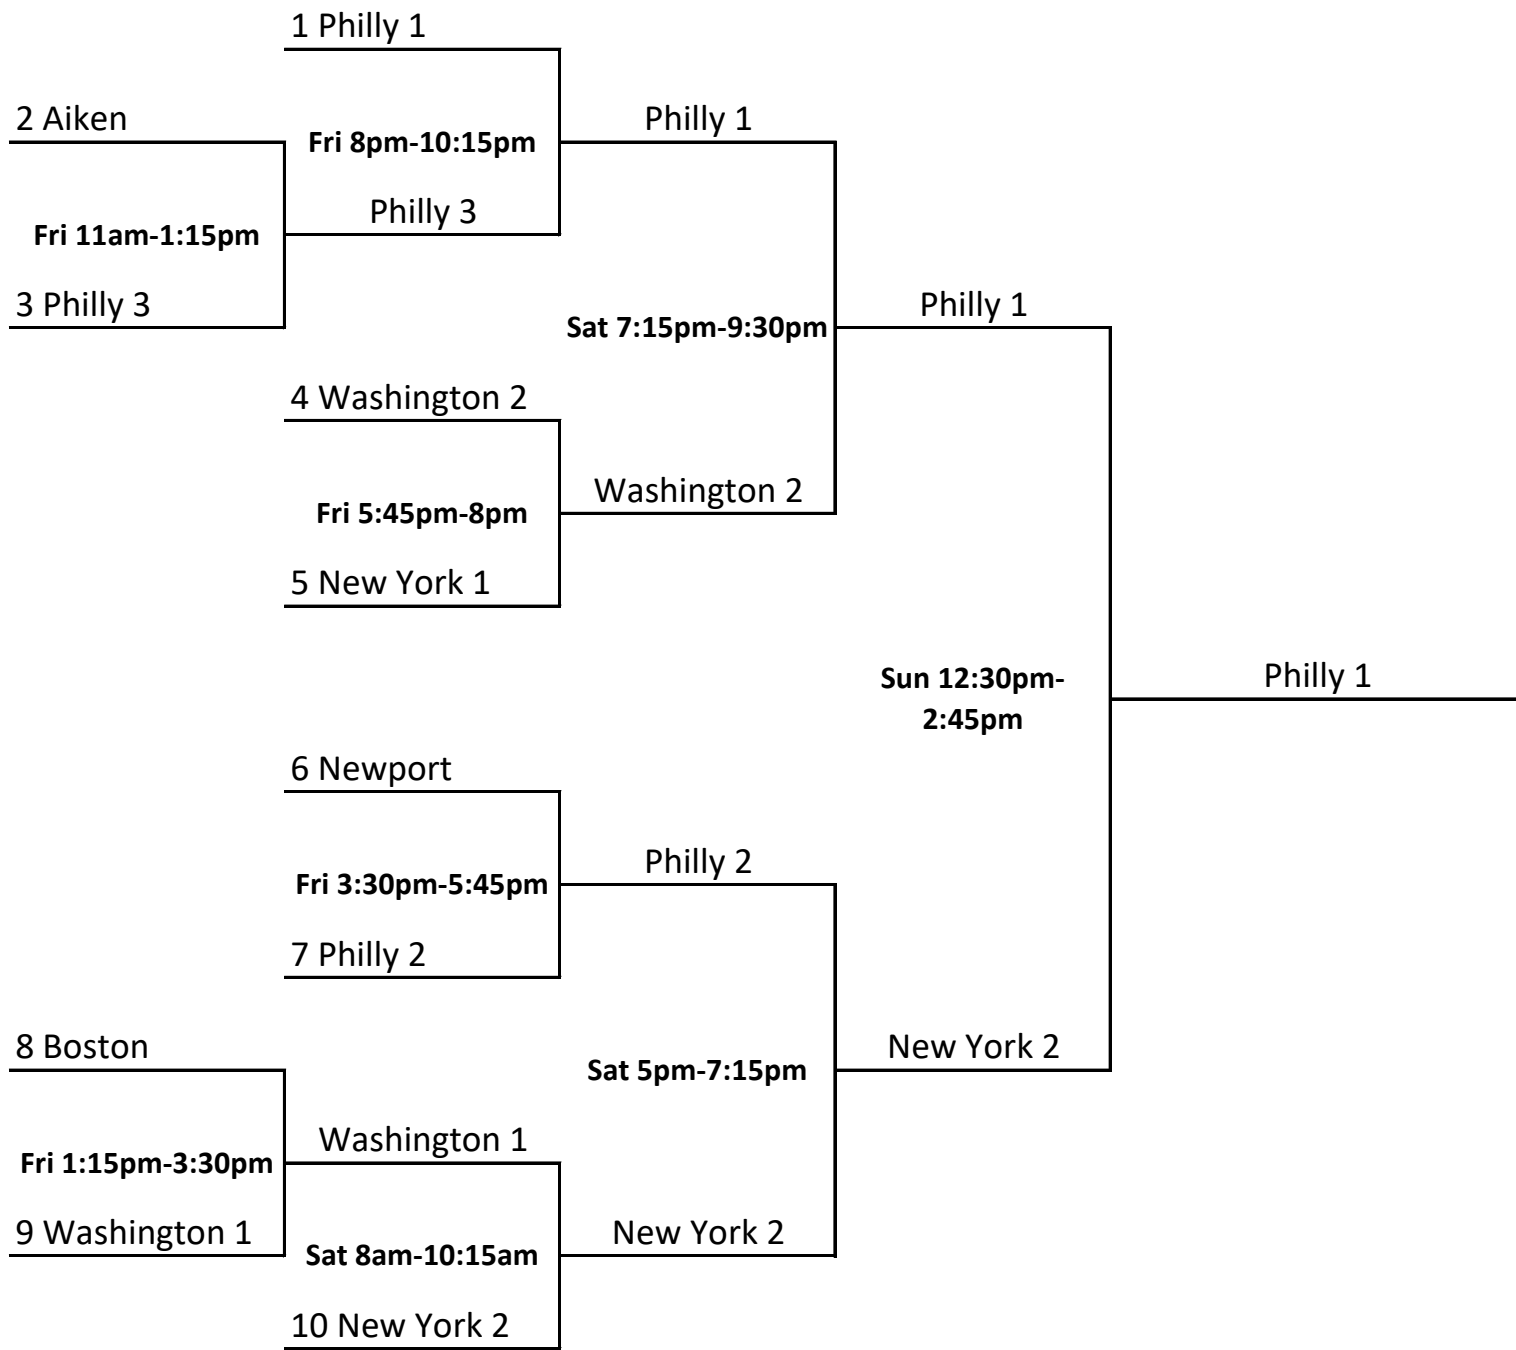 1 Philly 1
2 Aiken
Philly 1
Fri 8pm-10:15pm
Philly 3
Fri 11am-1:15pm
3 Philly 3
Philly 1
Sat 7:15pm-9:30pm
4 Washington 2
Washington 2
Fri 5:45pm-8pm
5 New York 1
Sun 12:30pm-
2:45pm
Philly 1
6 Newport
Philly 2
Fri 3:30pm-5:45pm
7 Philly 2
8 Boston
New York 2
Sat 5pm-7:15pm
Washington 1
Fri 1:15pm-3:30pm
9 Washington 1
New York 2
Sat 8am-10:15am
10 New York 2